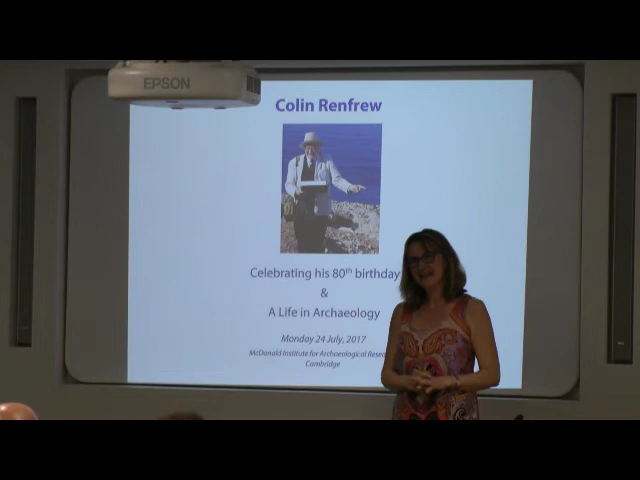 EPSON
Colin Renfrew
Celebrating his 80th birthday
&
A Life in Archaeology
Monday 24 July, 2017
McDonald Institute for Archaeological
Cambridge